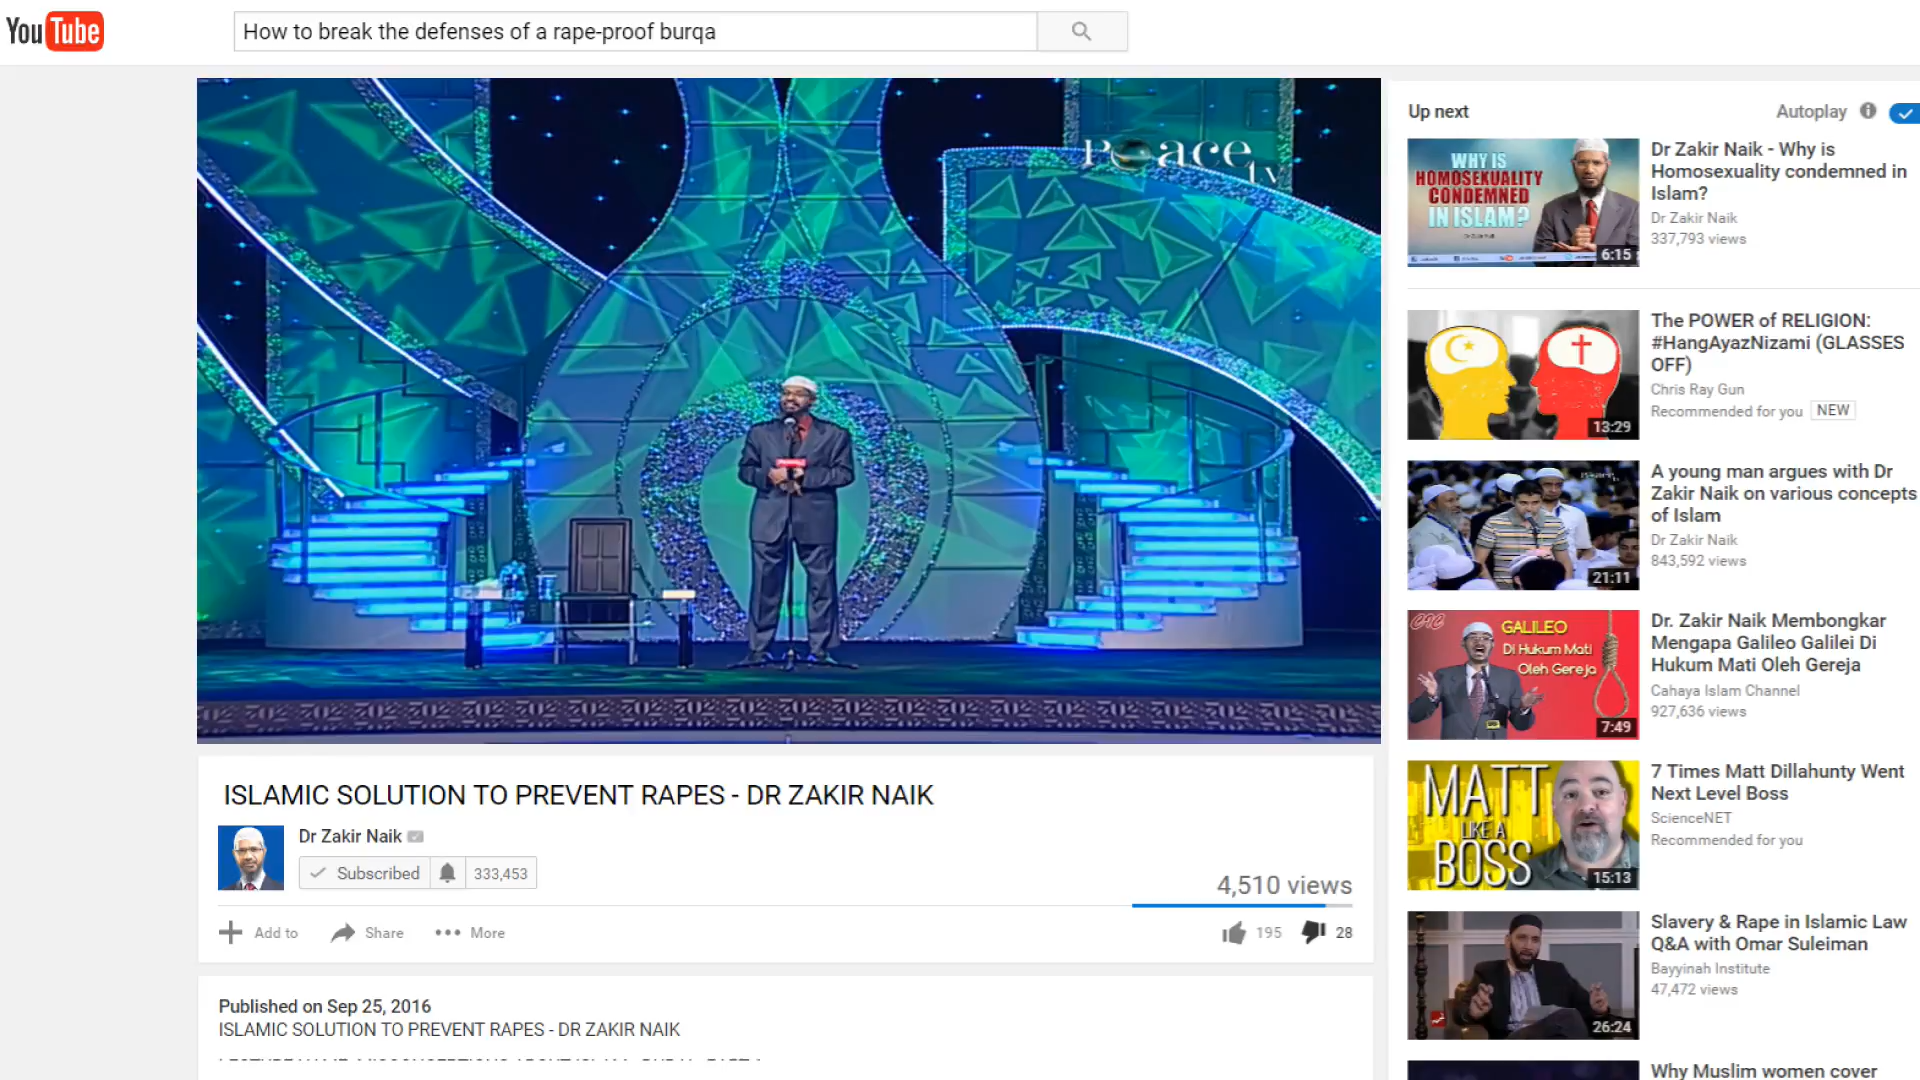 YouTube
How to break the defenses of a rape-proof burqa
Peace tv
ISLAMIC SOLUTION TO PREVENT RAPES - DR ZAKIR NAIK
Dr Zakir Naik
Subscribed 333,453
4,510 views
Add to Share More
195 28
Published on Sep 25, 2016
ISLAMIC SOLUTION TO PREVENT RAPES - DR ZAKIR NAIK
Up next
Autoplay
WHY IS
HOMOSEXUALITY
CONDEMNED
IN ISLAM?
6:15
Dr Zakir Naik - Why is
Homosexuality condemned in
Islam?
Dr Zakir Naik
337,793 views
13:29
The POWER of RELIGION:
#HangAyazNizami (GLASSES
OFF)
Chris Ray Gun
Recommended for you NEW
21:11
A young man argues with Dr
Zakir Naik on various concepts
of Islam
Dr Zakir Naik
843,592 views
CIC
GALILEO
Di Hukum Mati
Oleh Gereja
7:49
Dr. Zakir Naik Membongkar
Mengapa Galileo Galilei Di
Hukum Mati Oleh Gereja
Cahaya Islam Channel
927,636 views
MATT
LIKE A
BOSS
15:13
7 Times Matt Dillahunty Went
Next Level Boss
ScienceNET
Recommended for you
26:24
Slavery & Rape in Islamic Law
Q&A with Omar Suleiman
Bayyinah Institute
47,472 views
Why Muslim women cover